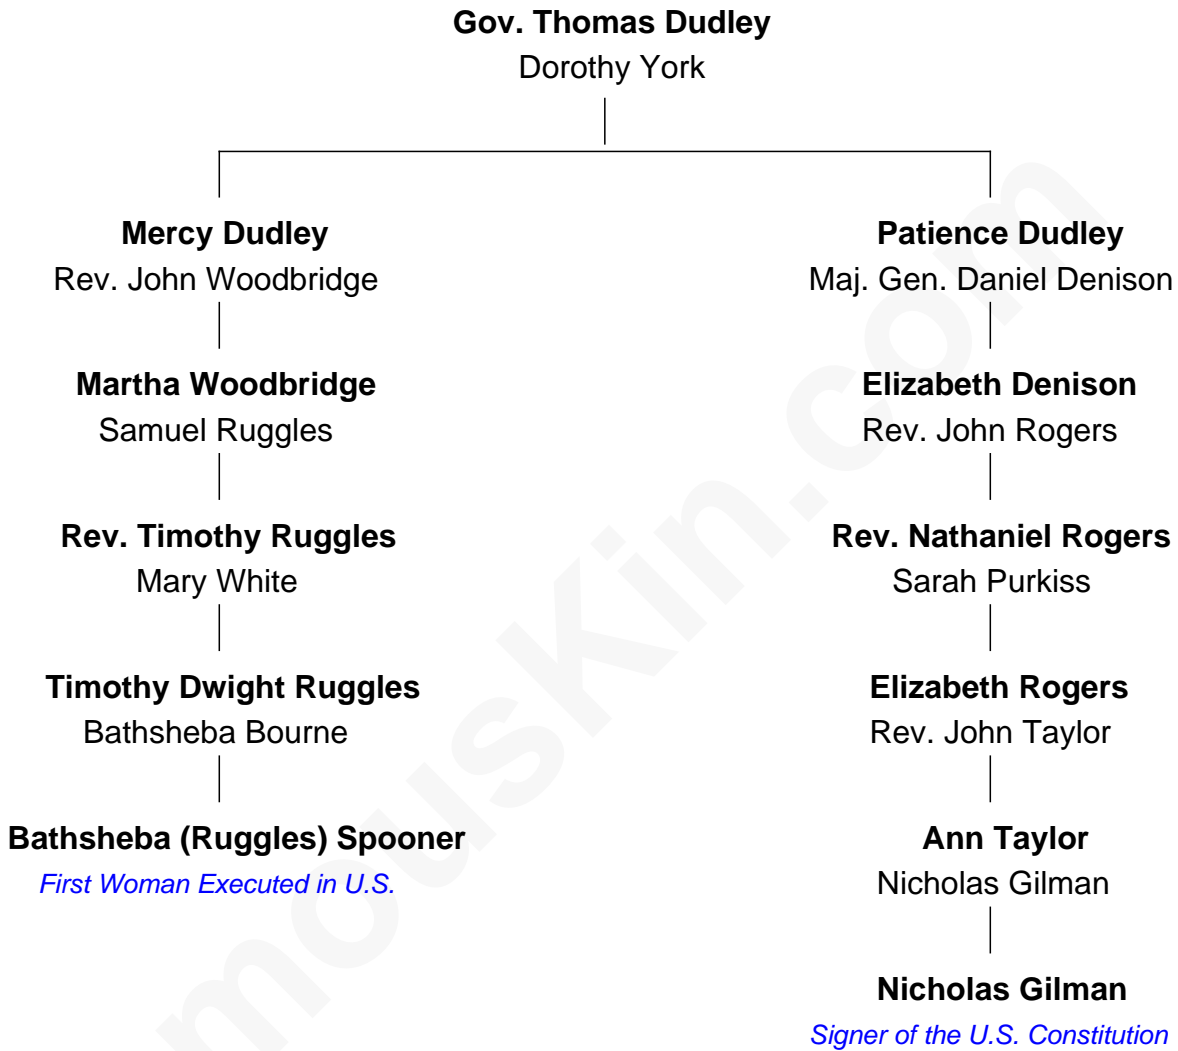 Gov. Thomas Dudley
Dorothy York
Mercy Dudley
Rev. John Woodbridge
Martha Woodbridge
Samuel Ruggles
Rev. Timothy Ruggles
Mary White
Timothy Dwight Ruggles
Bathsheba Bourne
Bathsheba (Ruggles) Spooner
First Woman Executed in U.S.
Patience Dudley
Maj. Gen. Daniel Denison
Elizabeth Denison
Rev. John Rogers
Rev. Nathaniel Rogers
Sarah Purkiss
Elizabeth Rogers
Rev. John Taylor
Ann Taylor
Nicholas Gilman
Nicholas Gilman
Signer of the U.S. Constitution
mousKin.com